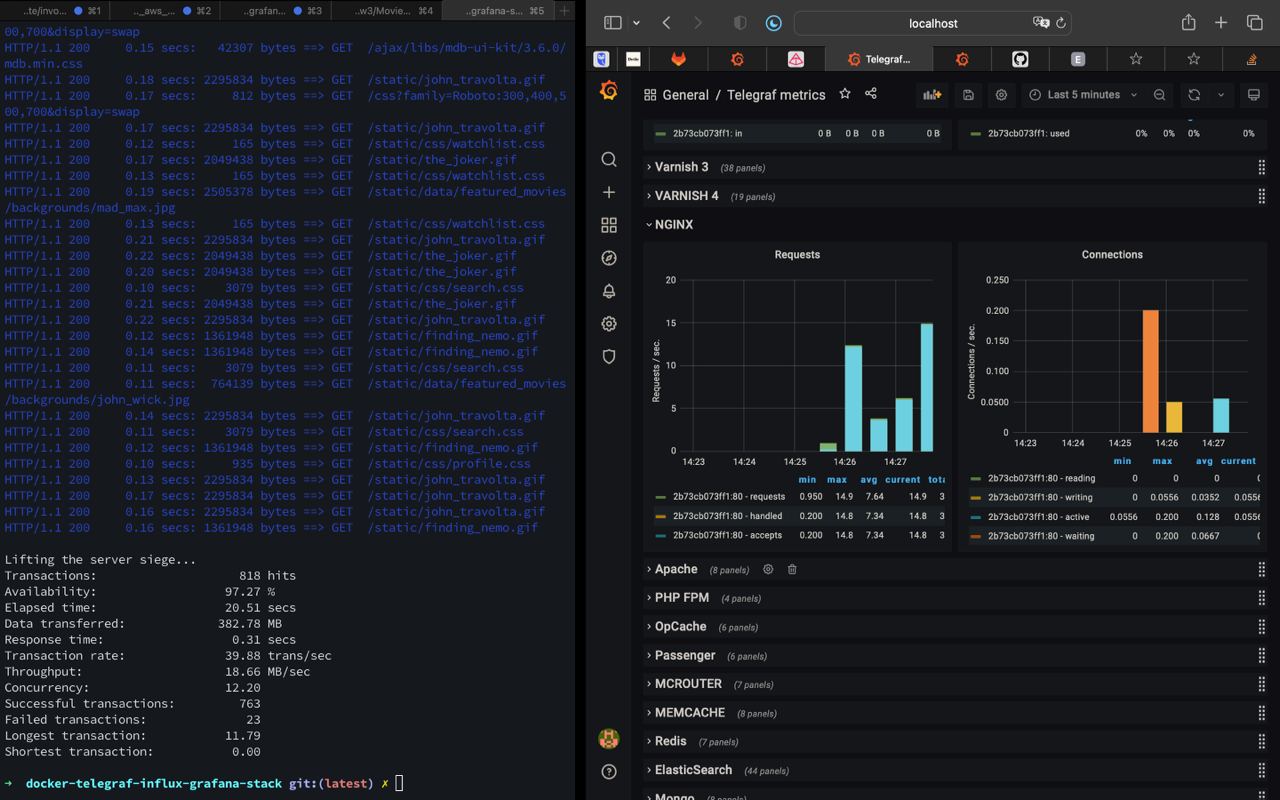 ..te/invo... ⌘1
.._aws_... ⌘2
..grafan... ⌘3
..w3/Movie... ⌘4
..grafana-s... ⌘5
00,700&display=swap
HTTP/1.1 200     0.15 secs:   42307 bytes ==> GET  /ajax/libs/mdb-ui-kit/3.6.0/
mdb.min.css
HTTP/1.1 200     0.18 secs: 2295834 bytes ==> GET  /static/john_travolta.gif
HTTP/1.1 200     0.17 secs:     812 bytes ==> GET  /css?family=Roboto:300,400,5
00,700&display=swap
HTTP/1.1 200     0.17 secs: 2295834 bytes ==> GET  /static/john_travolta.gif
HTTP/1.1 200     0.12 secs:     165 bytes ==> GET  /static/css/watchlist.css
HTTP/1.1 200     0.17 secs: 2049438 bytes ==> GET  /static/the_joker.gif
HTTP/1.1 200     0.13 secs:     165 bytes ==> GET  /static/css/watchlist.css
HTTP/1.1 200     0.19 secs: 2505378 bytes ==> GET  /static/data/featured_movies
/backgrounds/mad_max.jpg
HTTP/1.1 200     0.13 secs:     165 bytes ==> GET  /static/css/watchlist.css
HTTP/1.1 200     0.21 secs: 2295834 bytes ==> GET  /static/john_travolta.gif
HTTP/1.1 200     0.22 secs: 2049438 bytes ==> GET  /static/the_joker.gif
HTTP/1.1 200     0.20 secs: 2049438 bytes ==> GET  /static/the_joker.gif
HTTP/1.1 200     0.10 secs:    3079 bytes ==> GET  /static/css/search.css
HTTP/1.1 200     0.21 secs: 2049438 bytes ==> GET  /static/the_joker.gif
HTTP/1.1 200     0.22 secs: 2295834 bytes ==> GET  /static/john_travolta.gif
HTTP/1.1 200     0.12 secs: 1361948 bytes ==> GET  /static/finding_nemo.gif
HTTP/1.1 200     0.14 secs: 1361948 bytes ==> GET  /static/finding_nemo.gif
HTTP/1.1 200     0.11 secs:    3079 bytes ==> GET  /static/css/search.css
HTTP/1.1 200     0.11 secs:  764139 bytes ==> GET  /static/data/featured_movies
/backgrounds/john_wick.jpg
HTTP/1.1 200     0.14 secs: 2295834 bytes ==> GET  /static/john_travolta.gif
HTTP/1.1 200     0.11 secs:    3079 bytes ==> GET  /static/css/search.css
HTTP/1.1 200     0.12 secs: 1361948 bytes ==> GET  /static/finding_nemo.gif
HTTP/1.1 200     0.10 secs:     935 bytes ==> GET  /static/css/profile.css
HTTP/1.1 200     0.13 secs: 2295834 bytes ==> GET  /static/john_travolta.gif
HTTP/1.1 200     0.17 secs: 2295834 bytes ==> GET  /static/john_travolta.gif
HTTP/1.1 200     0.16 secs: 2295834 bytes ==> GET  /static/john_travolta.gif
HTTP/1.1 200     0.16 secs: 1361948 bytes ==> GET  /static/finding_nemo.gif
Lifting the server siege...
Transactions: 818 hits
Availability: 97.27 %
Elapsed time: 20.51 secs
Data transferred: 382.78 MB
Response time: 0.31 secs
Transaction rate: 39.88 trans/sec
Throughput: 18.66 MB/sec
Concurrency: 12.20
Successful transactions: 763
Failed transactions: 23
Longest transaction: 11.79
Shortest transaction: 0.00
→ docker-telegraf-influx-grafana-stack git:(latest) ✗
localhost
Telegraf...
E
General / Telegraf metrics
Last 5 minutes
2b73cb073ff1: in 0 B 0 B 0 B 0 B
2b73cb073ff1: used 0% 0% 0% 0%
Varnish 3 (38 panels)
VARNISH 4 (19 panels)
NGINX
Requests
Requests / sec.
20
15
10
5
0
14:23 14:24 14:25 14:26 14:27
min max avg current tota
2b73cb073ff1:80 - requests 0.950 14.9 7.64 14.9 3
2b73cb073ff1:80 - handled 0.200 14.8 7.34 14.8 3
2b73cb073ff1:80 - accepts 0.200 14.8 7.34 14.8 3
Connections
Connections / sec.
0.250
0.200
0.150
0.100
0.0500
0
14:23 14:24 14:25 14:26 14:27
min max avg current
2b73cb073ff1:80 - reading 0 0 0 0
2b73cb073ff1:80 - writing 0 0.0556 0.0352 0.0556
2b73cb073ff1:80 - active 0.0556 0.200 0.128 0.0556
2b73cb073ff1:80 - waiting 0 0.200 0.0667 0
Apache (8 panels)
PHP FPM (4 panels)
OpCache (6 panels)
Passenger (6 panels)
MCROUTER (7 panels)
MEMCACHE (8 panels)
Redis (7 panels)
ElasticSearch (44 panels)
Mongo (8 panels)